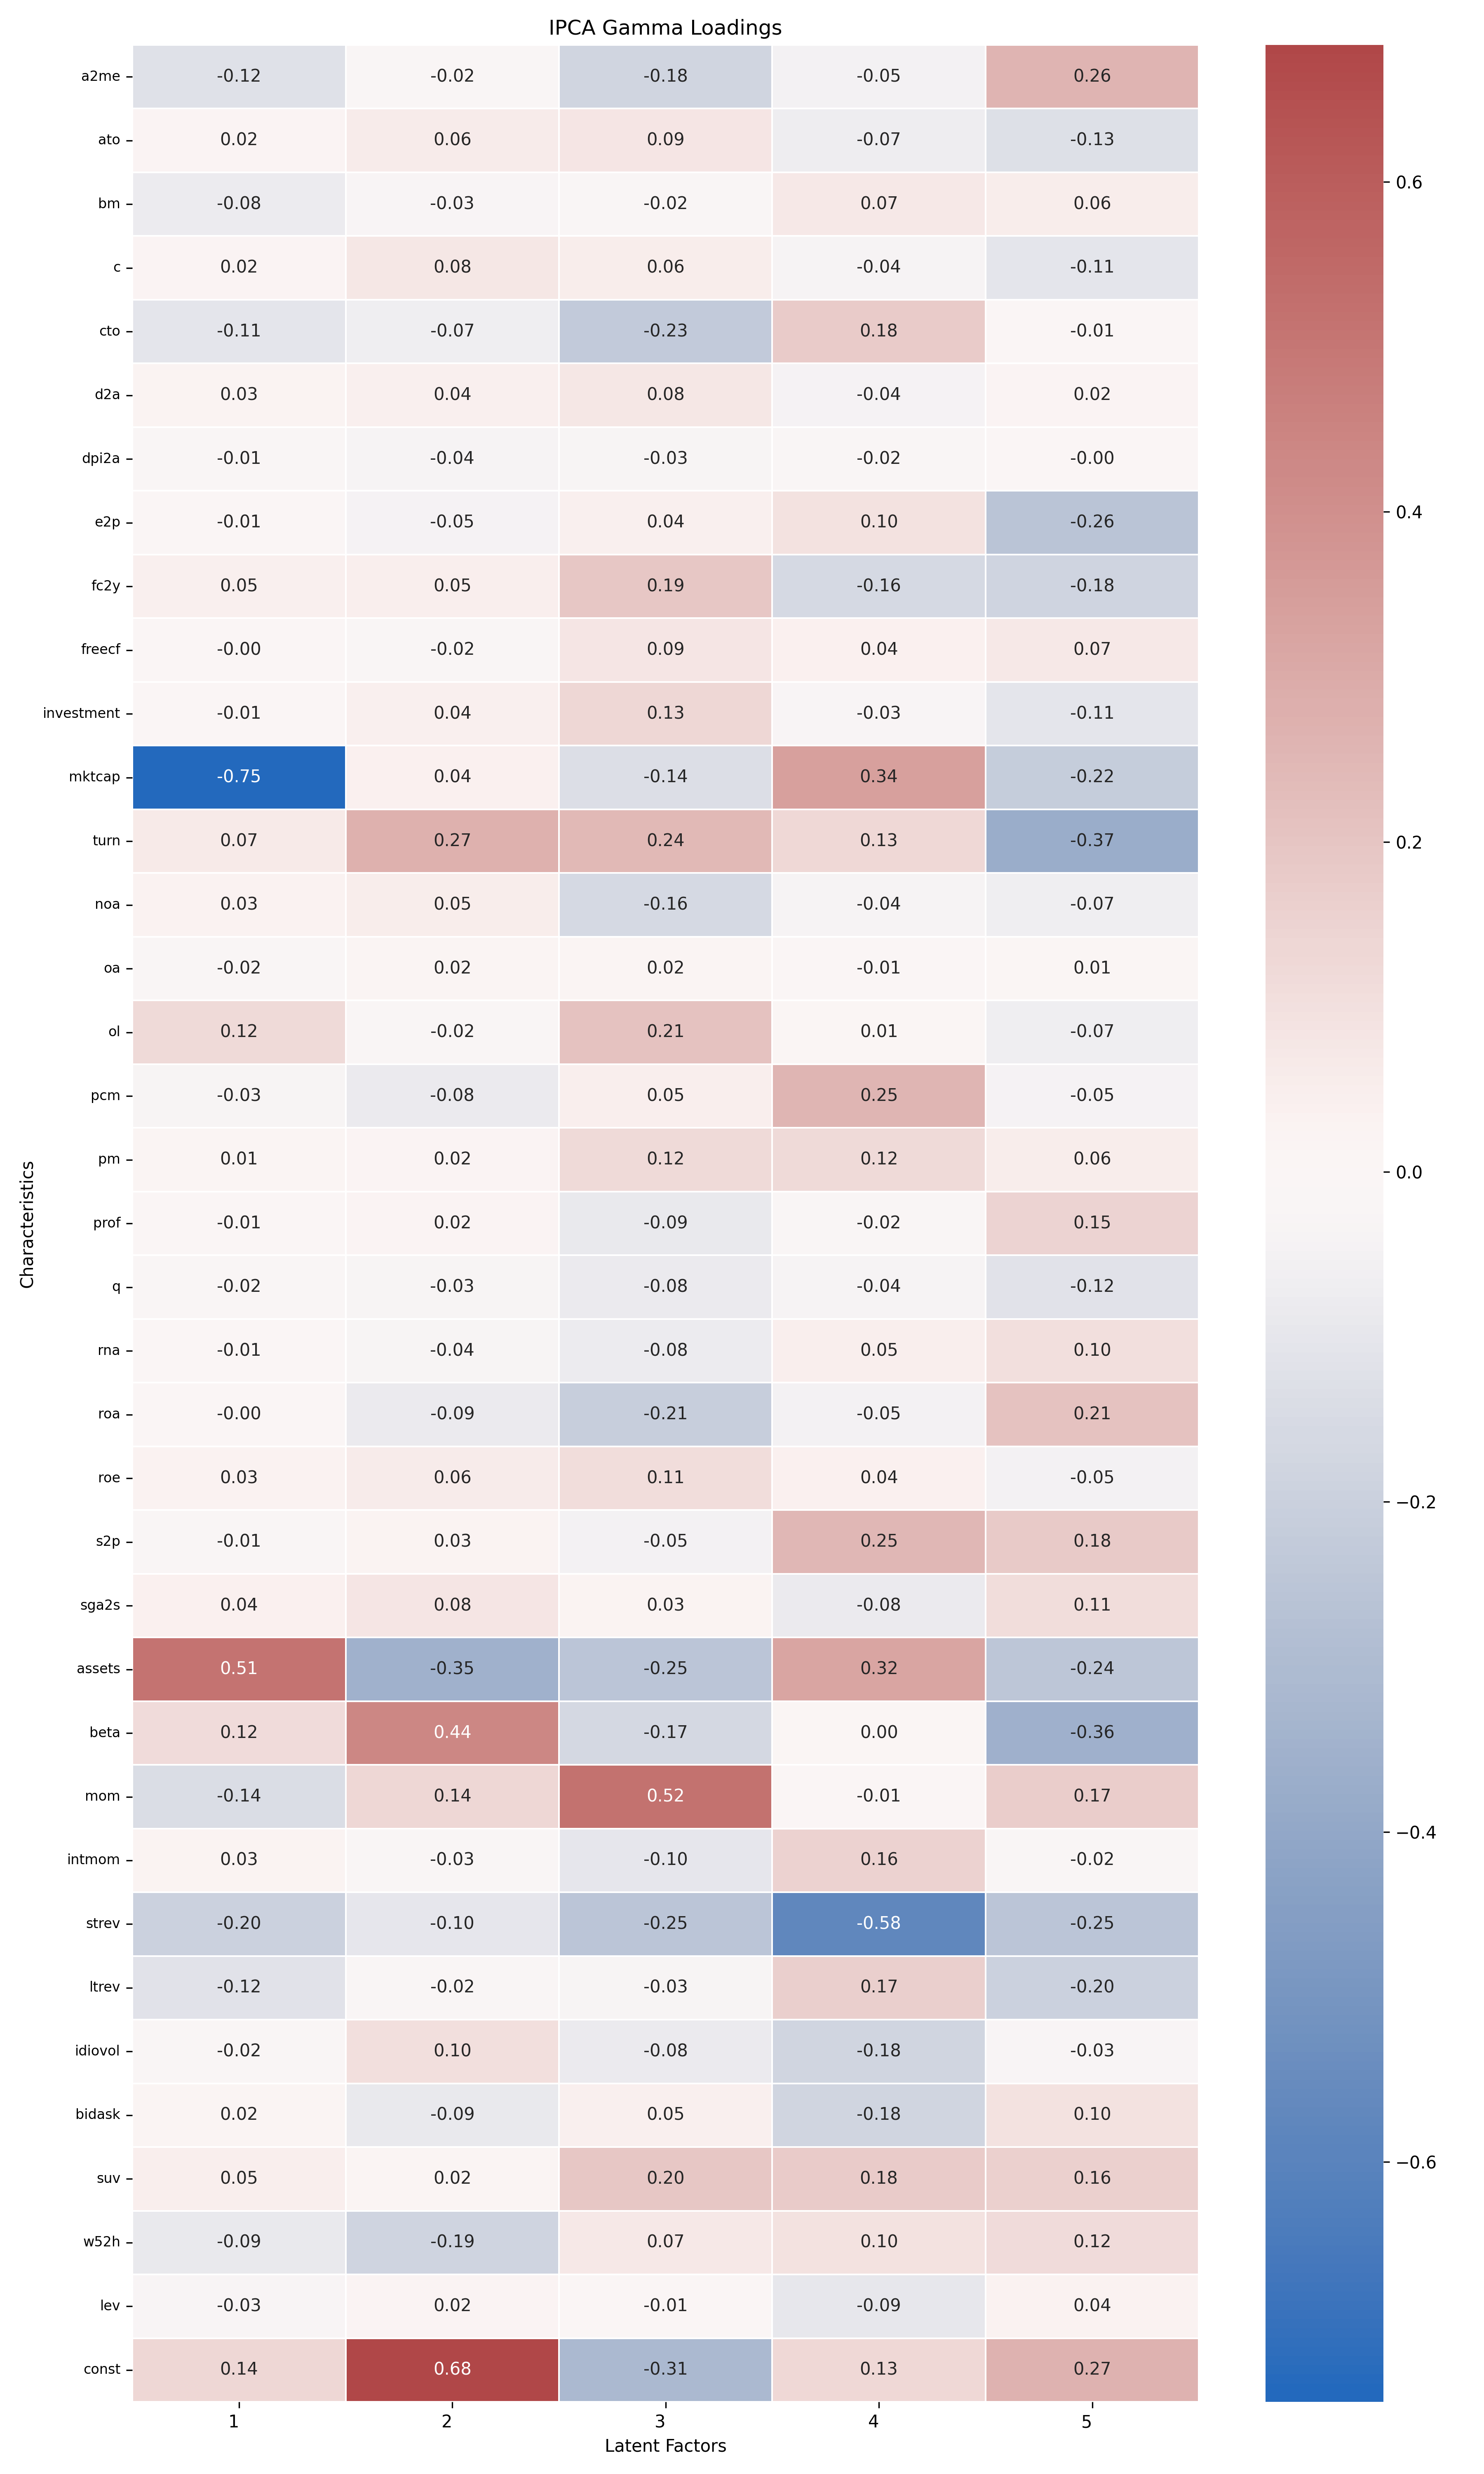 IPCA Gamma Loadings
a2me -0.12 -0.02 -0.18 -0.05 0.26
ato 0.02 0.06 0.09 -0.07 -0.13
bm -0.08 -0.03 -0.02 0.07 0.06
c 0.02 0.08 0.06 -0.04 -0.11
cto -0.11 -0.07 -0.23 0.18 -0.01
d2a 0.03 0.04 0.08 -0.04 0.02
dpi2a -0.01 -0.04 -0.03 -0.02 -0.00
e2p -0.01 -0.05 0.04 0.10 -0.26
fc2y 0.05 0.05 0.19 -0.16 -0.18
freecf -0.00 -0.02 0.09 0.04 0.07
investment -0.01 0.04 0.13 -0.03 -0.11
mktcap -0.75 0.04 -0.14 0.34 -0.22
turn 0.07 0.27 0.24 0.13 -0.37
noa 0.03 0.05 -0.16 -0.04 -0.07
oa -0.02 0.02 0.02 -0.01 0.01
ol 0.12 -0.02 0.21 0.01 -0.07
pcm -0.03 -0.08 0.05 0.25 -0.05
pm 0.01 0.02 0.12 0.12 0.06
prof -0.01 0.02 -0.09 -0.02 0.15
q -0.02 -0.03 -0.08 -0.04 -0.12
rna -0.01 -0.04 -0.08 0.05 0.10
roa -0.00 -0.09 -0.21 -0.05 0.21
roe 0.03 0.06 0.11 0.04 -0.05
s2p -0.01 0.03 -0.05 0.25 0.18
sga2s 0.04 0.08 0.03 -0.08 0.11
assets 0.51 -0.35 -0.25 0.32 -0.24
beta 0.12 0.44 -0.17 0.00 -0.36
mom -0.14 0.14 0.52 -0.01 0.17
intmom 0.03 -0.03 -0.10 0.16 -0.02
strev -0.20 -0.10 -0.25 -0.58 -0.25
ltrev -0.12 -0.02 -0.03 0.17 -0.20
idiovol -0.02 0.10 -0.08 -0.18 -0.03
bidask 0.02 -0.09 0.05 -0.18 0.10
suv 0.05 0.02 0.20 0.18 0.16
w52h -0.09 -0.19 0.07 0.10 0.12
lev -0.03 0.02 -0.01 -0.09 0.04
const 0.14 0.68 -0.31 0.13 0.27
1 2 3 4 5
Latent Factors
Characteristics
0.6
0.4
0.2
0.0
−0.2
−0.4
−0.6